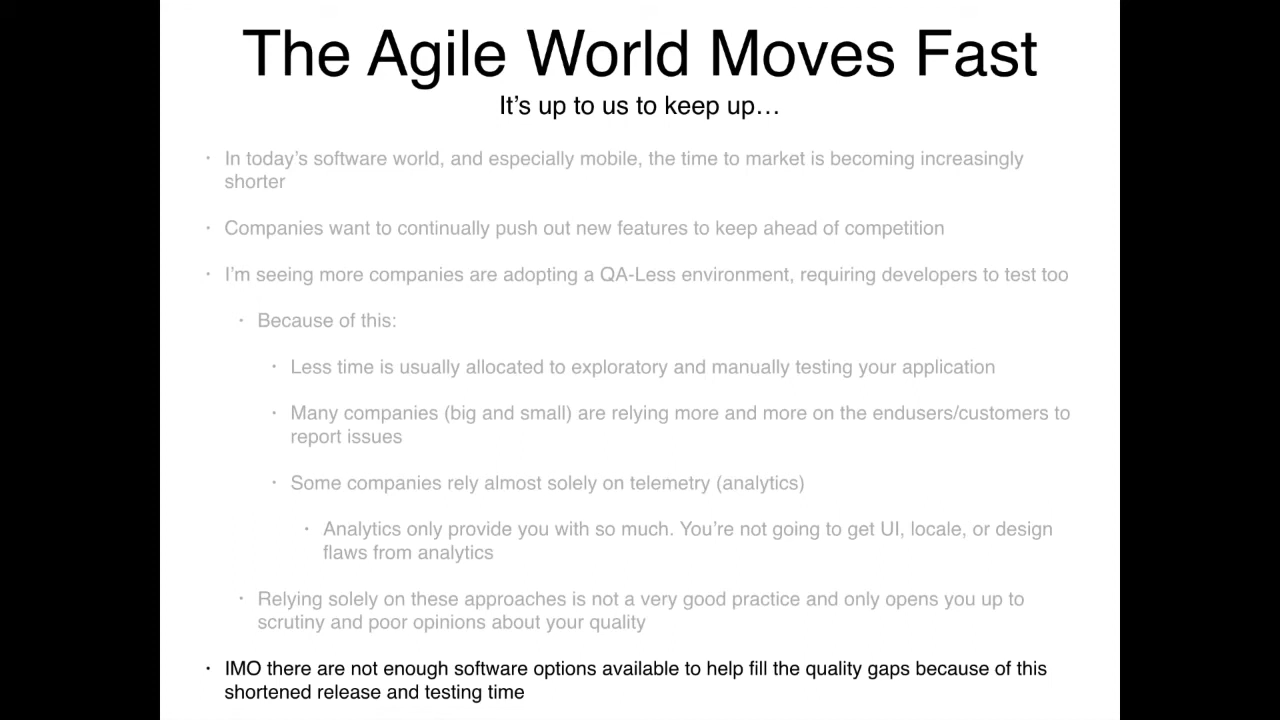 The Agile World Moves Fast
It’s up to us to keep up…
• In today’s software world, and especially mobile, the time to market is becoming increasingly
shorter
• Companies want to continually push out new features to keep ahead of competition
• I’m seeing more companies are adopting a QA-Less environment, requiring developers to test too
• Because of this:
• Less time is usually allocated to exploratory and manually testing your application
• Many companies (big and small) are relying more and more on the endusers/customers to
report issues
• Some companies rely almost solely on telemetry (analytics)
• Analytics only provide you with so much. You’re not going to get UI, locale, or design
flaws from analytics
• Relying solely on these approaches is not a very good practice and only opens you up to
scrutiny and poor opinions about your quality
• IMO there are not enough software options available to help fill the quality gaps because of this
shortened release and testing time